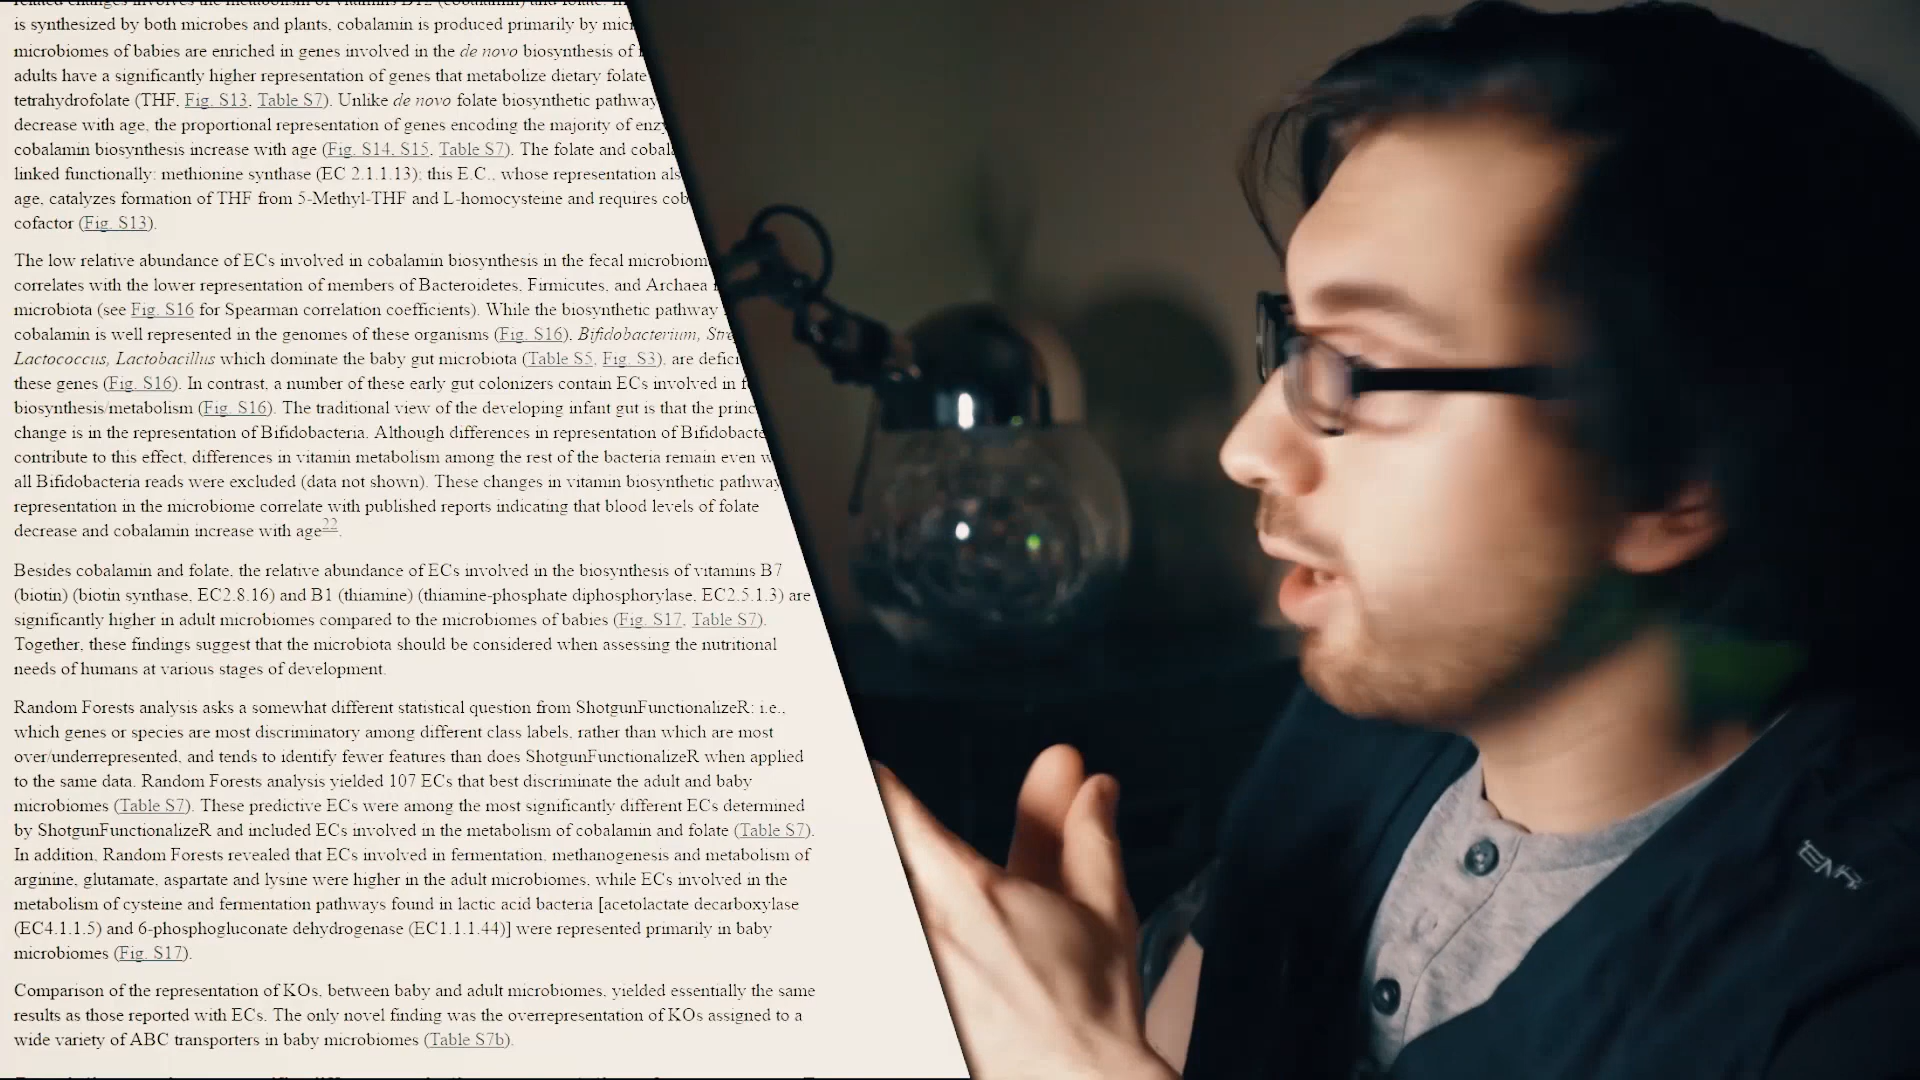 related changes involves the metabolism of vitamins B12 (cobalamin) and folate.
is synthesized by both microbes and plants, cobalamin is produced primarily by
microbiomes of babies are enriched in genes involved in the de novo biosynthesis of
adults have a significantly higher representation of genes that metabolize dietary folate
tetrahydrofolate (THF, Fig. S13, Table S7). Unlike de novo folate biosynthetic pathway
decrease with age, the proportional representation of genes encoding the majority of
cobalamin biosynthesis increase with age (Fig. S14, S15, Table S7). The folate and
linked functionally: methionine synthase (EC 2.1.1.13); this E.C., whose representation
age, catalyzes formation of THF from 5-Methyl-THF and L-homocysteine and requires
cofactor (Fig. S13).
The low relative abundance of ECs involved in cobalamin biosynthesis in the fecal
correlates with the lower representation of members of Bacteroidetes, Firmicutes, and Archaea
microbiota (see Fig. S16 for Spearman correlation coefficients). While the biosynthetic pathway
cobalamin is well represented in the genomes of these organisms (Fig. S16), Bifidobacterium,
Lactococcus, Lactobacillus which dominate the baby gut microbiota (Table S5, Fig. S3), are
these genes (Fig. S16). In contrast, a number of these early gut colonizers contain ECs involved in
biosynthesis/metabolism (Fig. S16). The traditional view of the developing infant gut is that the
change is in the representation of Bifidobacteria. Although differences in representation of
contribute to this effect, differences in vitamin metabolism among the rest of the bacteria remain even
all Bifidobacteria reads were excluded (data not shown). These changes in vitamin biosynthetic pathway
representation in the microbiome correlate with published reports indicating that blood levels of folate
decrease and cobalamin increase with age22.
Besides cobalamin and folate, the relative abundance of ECs involved in the biosynthesis of vitamins B7
(biotin) (biotin synthase, EC2.8.16) and B1 (thiamine) (thiamine-phosphate diphosphorylase, EC2.5.1.3) are
significantly higher in adult microbiomes compared to the microbiomes of babies (Fig. S17, Table S7).
Together, these findings suggest that the microbiota should be considered when assessing the nutritional
needs of humans at various stages of development.
Random Forests analysis asks a somewhat different statistical question from ShotgunFunctionalizeR: i.e.,
which genes or species are most discriminatory among different class labels, rather than which are most
over/underrepresented, and tends to identify fewer features than does ShotgunFunctionalizeR when applied
to the same data. Random Forests analysis yielded 107 ECs that best discriminate the adult and baby
microbiomes (Table S7). These predictive ECs were among the most significantly different ECs determined
by ShotgunFunctionalizeR and included ECs involved in the metabolism of cobalamin and folate (Table S7).
In addition, Random Forests revealed that ECs involved in fermentation, methanogenesis and metabolism of
arginine, glutamate, aspartate and lysine were higher in the adult microbiomes, while ECs involved in the
metabolism of cysteine and fermentation pathways found in lactic acid bacteria [acetolactate decarboxylase
(EC4.1.1.5) and 6-phosphogluconate dehydrogenase (EC1.1.1.44)] were represented primarily in baby
microbiomes (Fig. S17).
Comparison of the representation of KOs, between baby and adult microbiomes, yielded essentially the same
results as those reported with ECs. The only novel finding was the overrepresentation of KOs assigned to a
wide variety of ABC transporters in baby microbiomes (Table S7b).